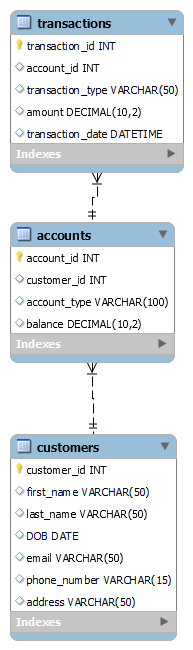 transactions
transaction_id INT
account_id INT
transaction_type VARCHAR(50)
amount DECIMAL(10,2)
transaction_date DATETIME
Indexes
accounts
account_id INT
customer_id INT
account_type VARCHAR(100)
balance DECIMAL(10,2)
Indexes
customers
customer_id INT
first_name VARCHAR(50)
last_name VARCHAR(50)
DOB DATE
email VARCHAR(50)
phone_number VARCHAR(15)
address VARCHAR(50)
Indexes